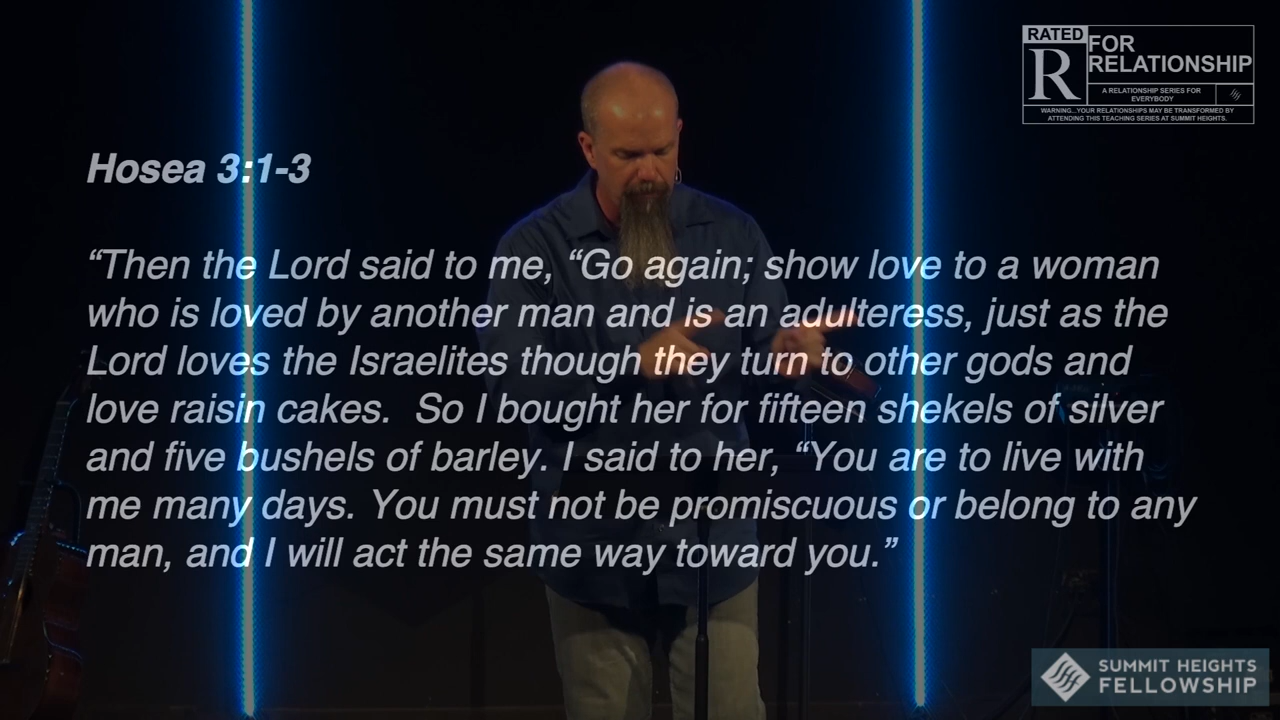 RATED
R
FOR
RELATIONSHIP
A RELATIONSHIP SERIES FOR
EVERYBODY
WARNING...YOUR RELATIONSHIPS MAY BE TRANSFORMED BY
ATTENDING THIS TEACHING SERIES AT SUMMIT HEIGHTS.
Hosea 3:1-3
“Then the Lord said to me, “Go again; show love to a woman
who is loved by another man and is an adulteress, just as the
Lord loves the Israelites though they turn to other gods and
love raisin cakes.  So I bought her for fifteen shekels of silver
and five bushels of barley. I said to her, “You are to live with
me many days. You must not be promiscuous or belong to any
man, and I will act the same way toward you.”
SUMMIT HEIGHTS
FELLOWSHIP